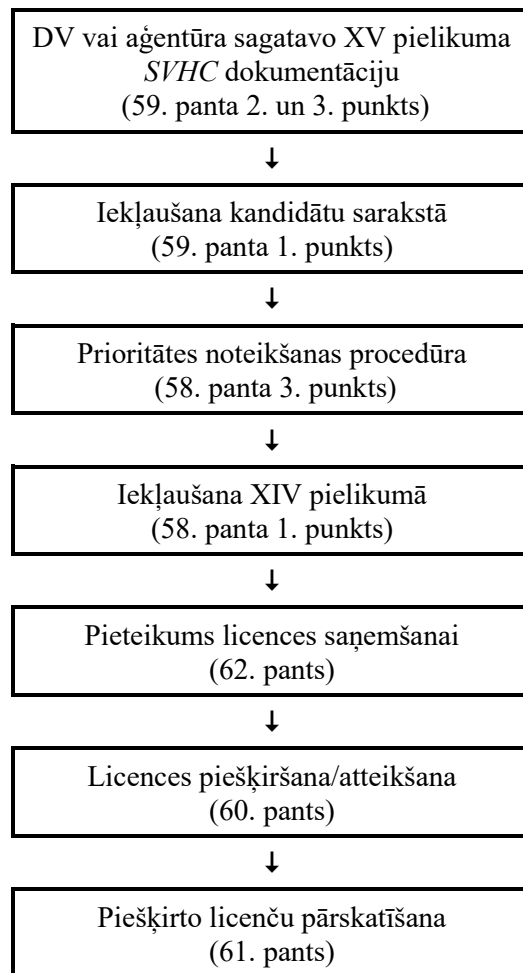 DV vai aģentūra sagatavo XV pielikuma
SVHC dokumentāciju
(59. panta 2. un 3. punkts)
↓
Iekļaušana kandidātu sarakstā
(59. panta 1. punkts)
↓
Prioritātes noteikšanas procedūra
(58. panta 3. punkts)
↓
Iekļaušana XIV pielikumā
(58. panta 1. punkts)
↓
Pieteikums licences saņemšanai
(62. pants)
↓
Licences piešķiršana/atteikšana
(60. pants)
↓
Piešķirto licenču pārskatīšana
(61. pants)